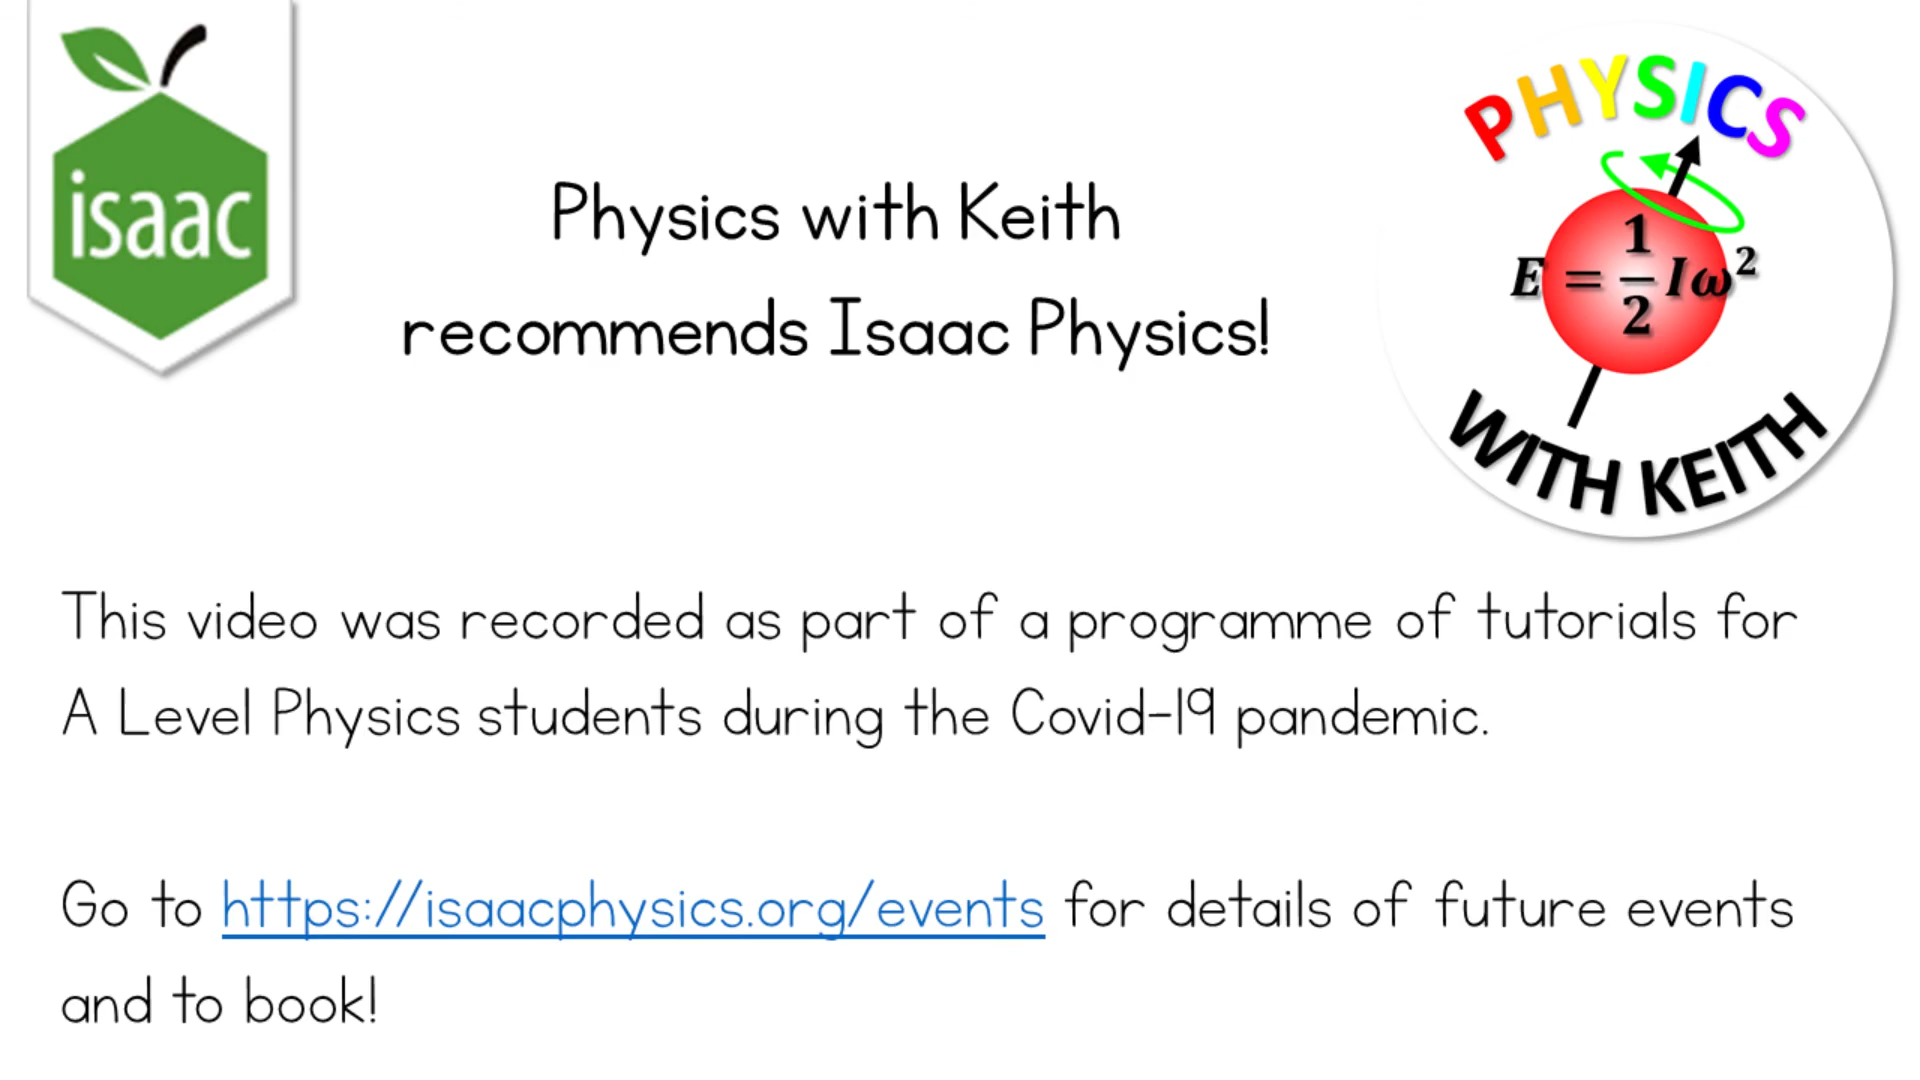 isaac
Physics with Keith
recommends Isaac Physics!
PHYSICS
E = 1/2 Iω²
WITH KEITH
This video was recorded as part of a programme of tutorials for
A Level Physics students during the Covid-19 pandemic.
Go to https://isaacphysics.org/events for details of future events
and to book!